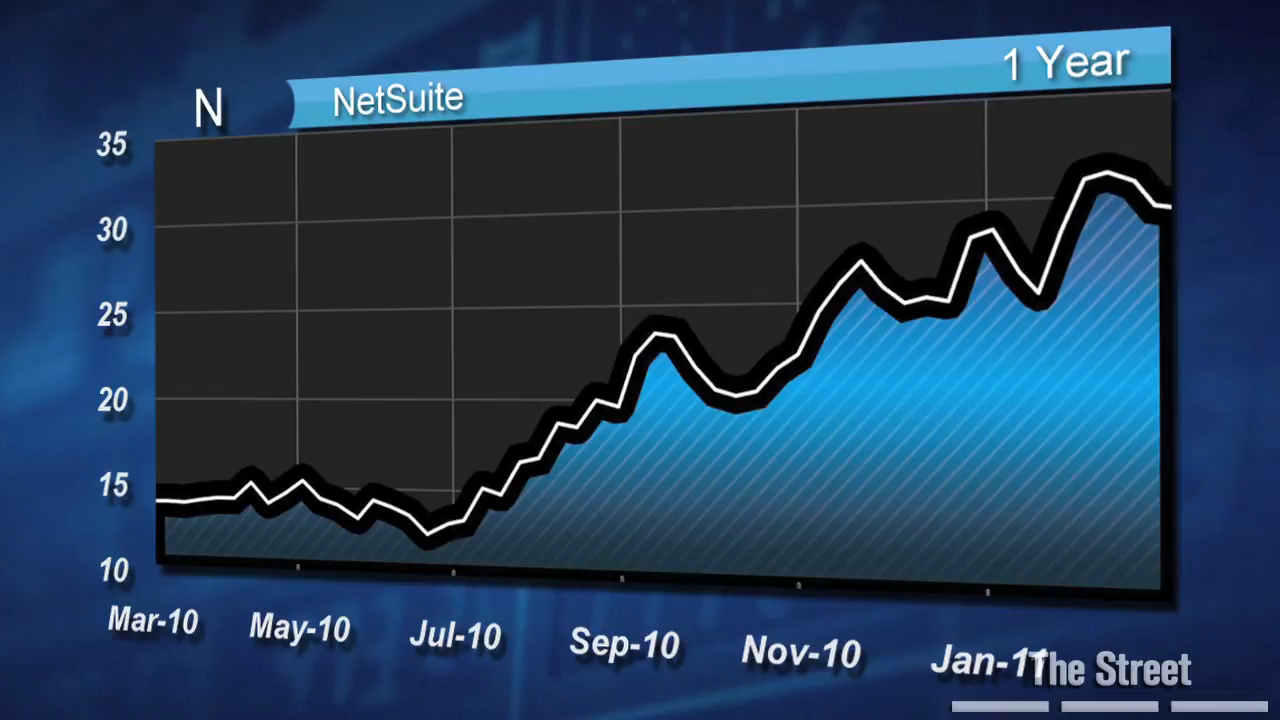 N
NetSuite
1 Year
35
30
25
20
15
10
Mar-10
May-10
Jul-10
Sep-10
Nov-10
Jan-11
The Street